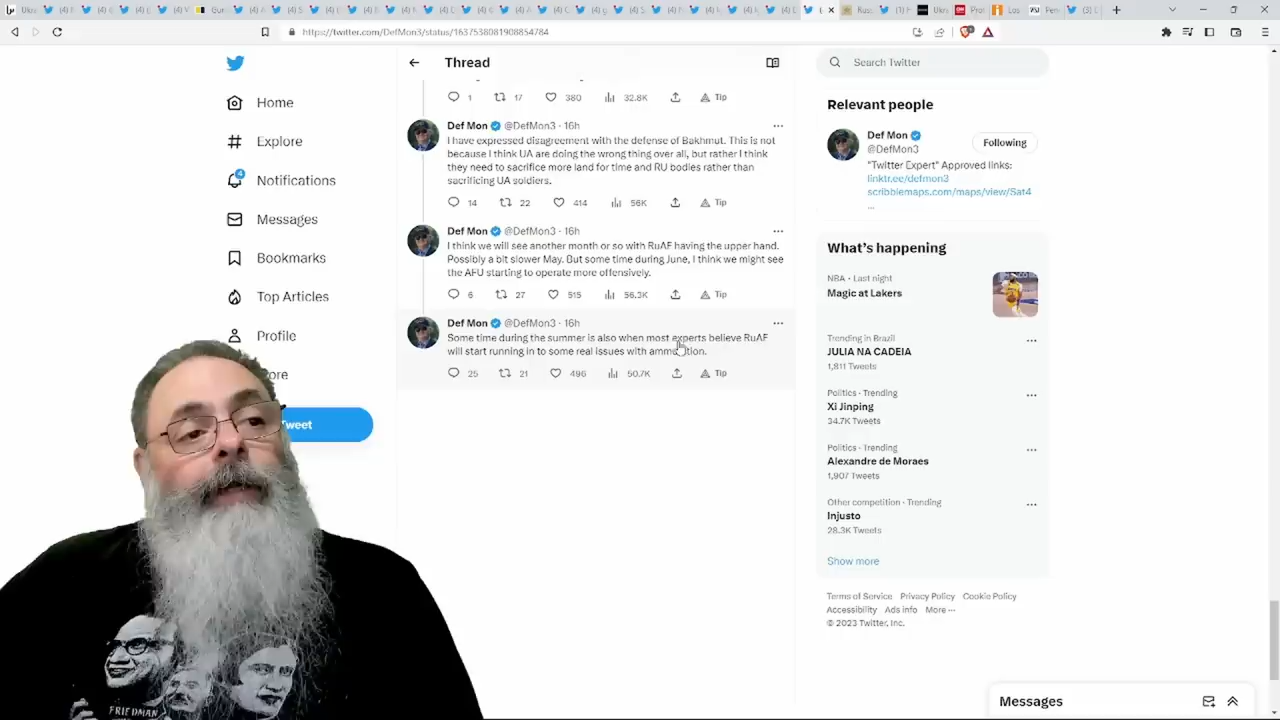 https://twitter.com/DefMon3/status/1637538081908854784
Home
Explore
4
Notifications
Messages
Bookmarks
Top Articles
Profile
Tweet
Thread
1 17 380 32.8K Tip
Def Mon @DefMon3 · 16h
I have expressed disagreement with the defense of Bakhmut. This is not
because I think UA are doing the wrong thing over all, but rather I think
they need to sacrifice more land for time and RU bodies rather than
sacrificing UA soldiers.
14 22 414 56K Tip
Def Mon @DefMon3 · 16h
I think we will see another month or so with RuAF having the upper hand.
Possibly a bit slower May. But some time during June, I think we might see
the AFU starting to operate more offensively.
6 27 515 56.3K Tip
Def Mon @DefMon3 · 16h
Some time during the summer is also when most experts believe RuAF
will start running in to some real issues with ammunition.
25 21 496 50.7K Tip
Search Twitter
Relevant people
Def Mon
@DefMon3
Following
"Twitter Expert" Approved links:
linktr.ee/defmon3
scribblemaps.com/maps/view/Sat4
...
What's happening
NBA · Last night
Magic at Lakers
Trending in Brazil
JULIA NA CADEIA
1,811 Tweets
Politics · Trending
Xi Jinping
34.7K Tweets
Politics · Trending
Alexandre de Moraes
1,907 Tweets
Other competition · Trending
Injusto
28.3K Tweets
Show more
Terms of Service Privacy Policy Cookie Policy
Accessibility Ads info More ···
© 2023 Twitter, Inc.
Messages
FRIEDMAN